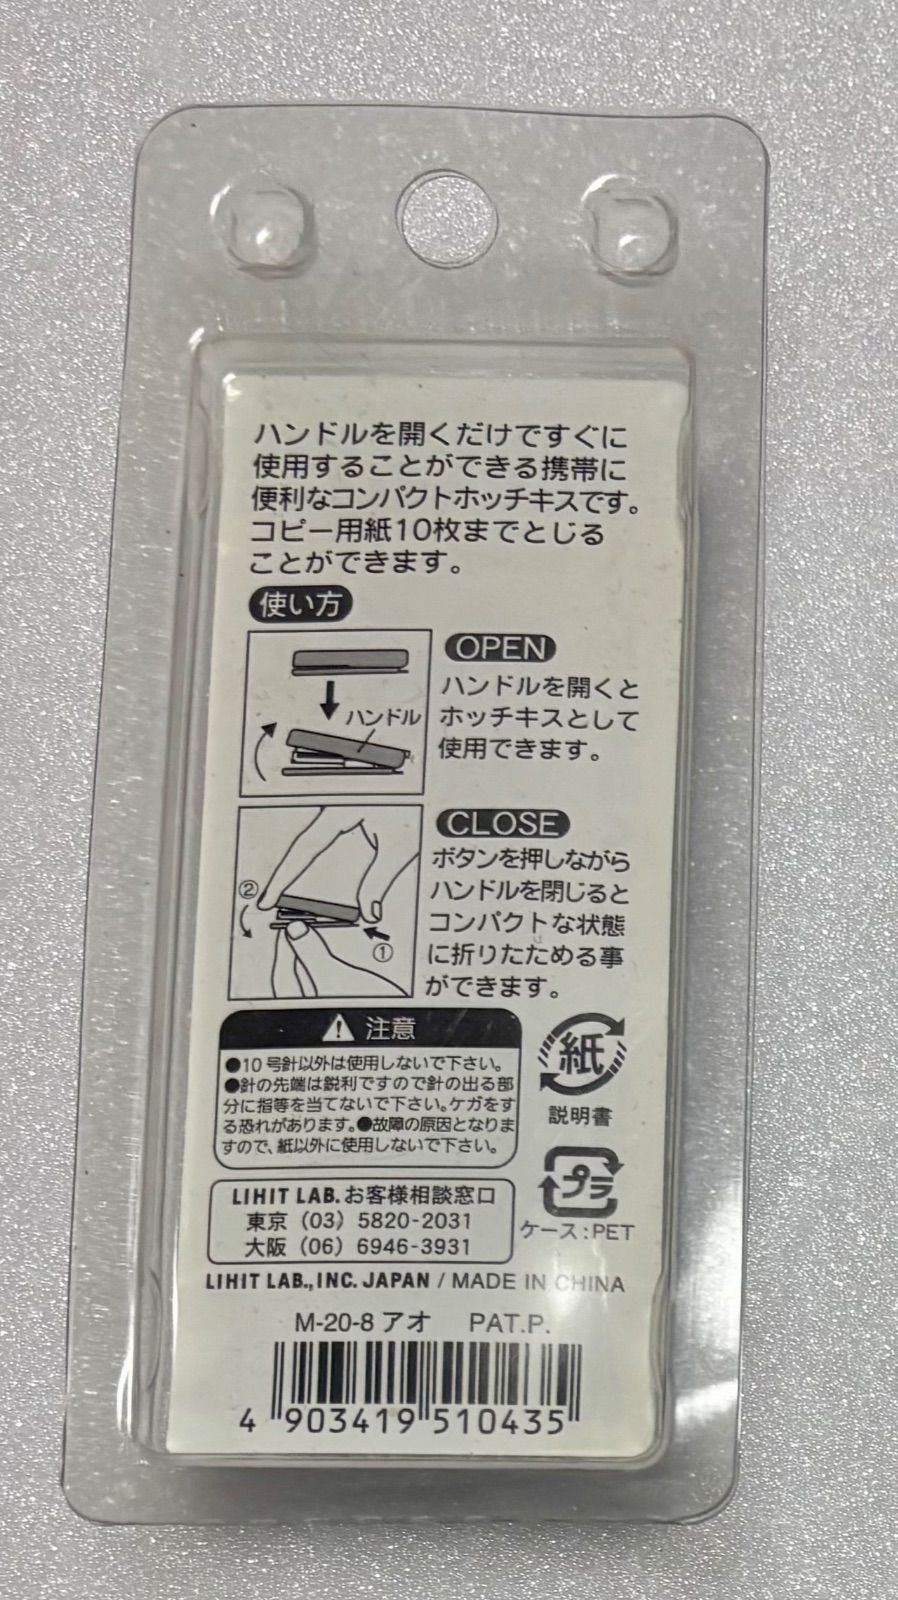 ハンドルを開くだけですぐに
使用することができる携帯に
便利なコンパクトホッチキスです。
コピー用紙10枚までとじる
ことができます。
使い方
ハンドル
OPEN
ハンドルを開くと
ホッチキスとして
使用できます。
②
①
CLOSE
ボタンを押しながら
ハンドルを閉じると
コンパクトな状態
に折りたためる事
ができます。
注意
●10号針以外は使用しないで下さい。
●針の先端は鋭利ですので針の出る部
分に指等を当てないで下さい。ケガをす
る恐れがあります。●故障の原因となりま
すので、紙以外に使用しないで下さい。
紙
説明書
プラ
ケース:PET
LIHIT LAB.お客様相談窓口
東京（03）5820-2031
大阪（06）6946-3931
LIHIT LAB., INC. JAPAN / MADE IN CHINA
M-20-8 アオ PAT.P.
4 903419 510435